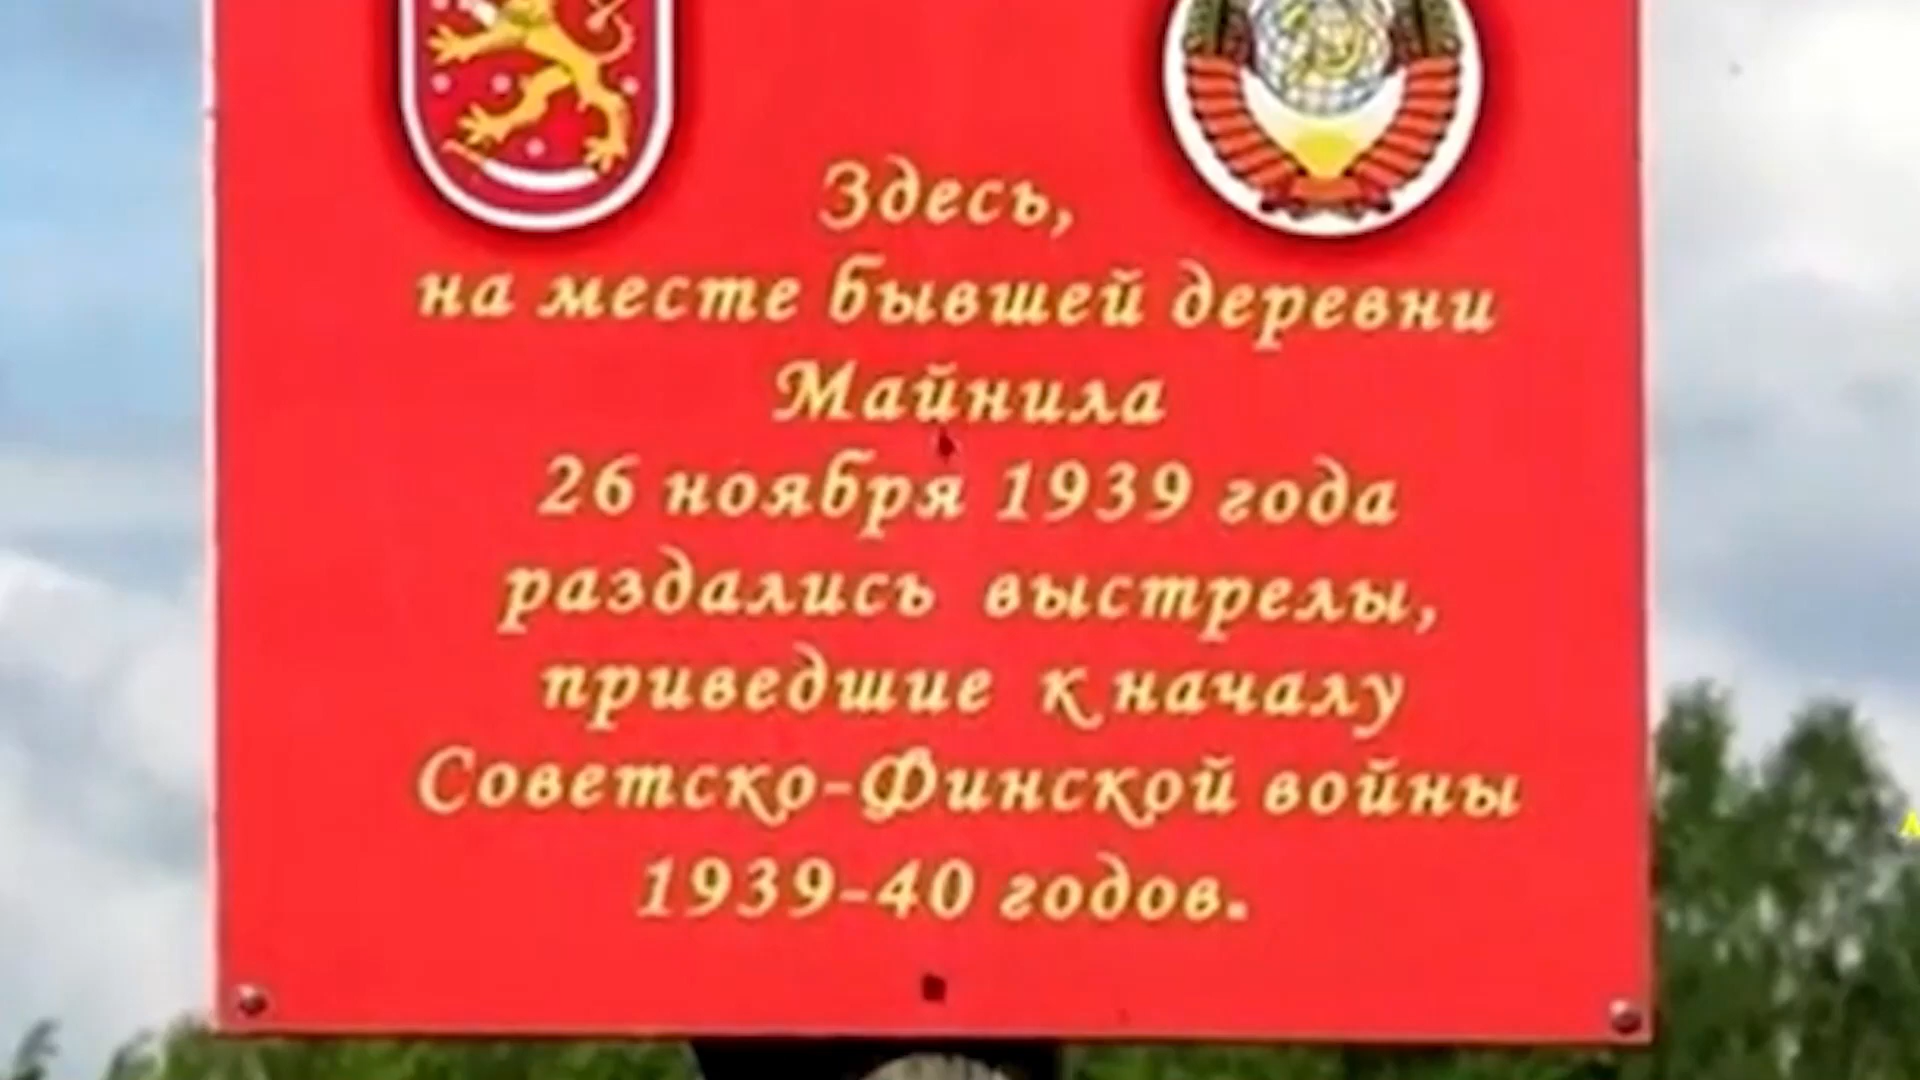 Здесь,
на месте бывшей деревни
Майнила
26 ноября 1939 года
раздались выстрелы,
приведшие к началу
Советско-Финской войны
1939-40 годов.